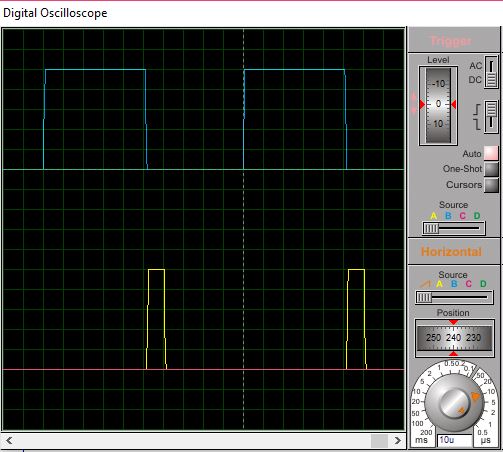 Digital Oscilloscope
Trigger
Level
AC
DC
-10
0
10
Auto
One-Shot
Cursors
Source
A B C D
Horizontal
Source
A B C D
Position
250 240 230
200 100 50 20 10 5 2 1 0.5 0.2 0.1 50 20 10 5 2 1 0.5
ms 10u µs